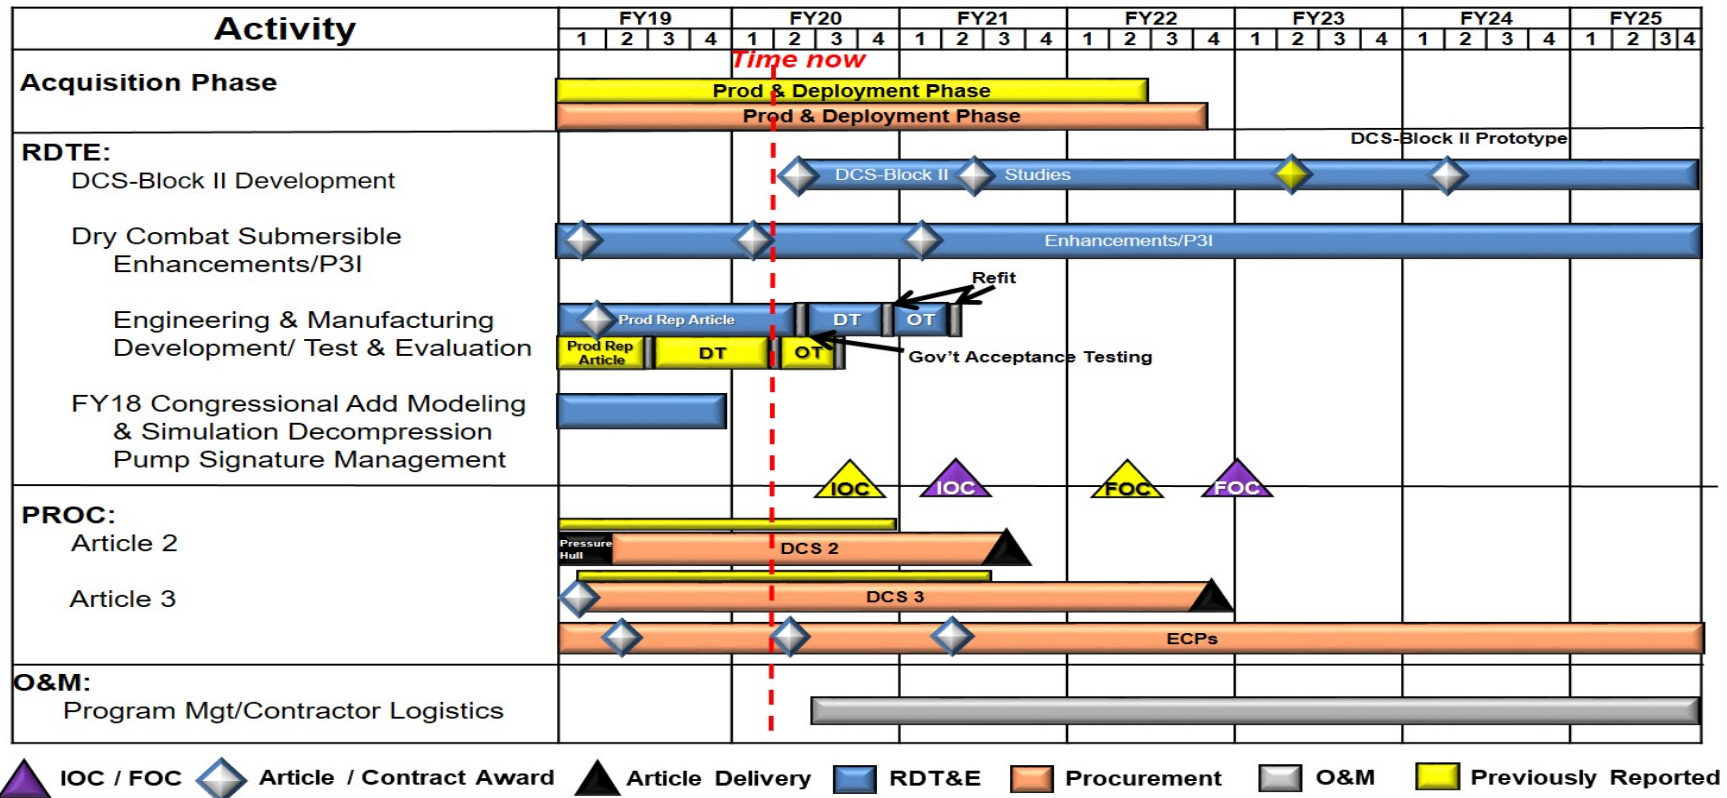 Activity
FY19 FY20 FY21 FY22 FY23 FY24 FY25
1 2 3 4 1 2 3 4 1 2 3 4 1 2 3 4 1 2 3 4 1 2 3 4 1 2 3 4
Time now
Acquisition Phase
Prod & Deployment Phase
Prod & Deployment Phase
DCS-Block II Prototype
RDTE:
DCS-Block II Development
DCS-Block II Studies
Dry Combat Submersible
Enhancements/P3I
Enhancements/P3I
Refit
Engineering & Manufacturing
Development/ Test & Evaluation
Prod Rep Article DT OT
Prod Rep
Article
DT OT
Gov't Acceptance Testing
FY18 Congressional Add Modeling
& Simulation Decompression
Pump Signature Management
IOC IOC FOC FOC
PROC:
Article 2
Pressure
Hull
DCS 2
Article 3
DCS 3
ECPs
O&M:
Program Mgt/Contractor Logistics
IOC / FOC Article / Contract Award Article Delivery RDT&E Procurement O&M Previously Reported